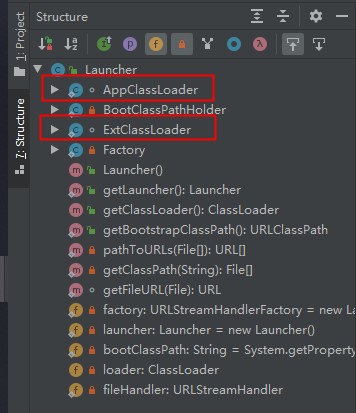 Structure
1: Project
7: Structure
Launcher
AppClassLoader
BootClassPathHolder
ExtClassLoader
Factory
Launcher()
getLauncher(): Launcher
getClassLoader(): ClassLoader
getBootstrapClassPath(): URLClassPath
pathToURLs(File[]): URL[]
getClassPath(String): File[]
getFileURL(File): URL
factory: URLStreamHandlerFactory = new
launcher: Launcher = new Launcher()
bootClassPath: String = System.getProperty
loader: ClassLoader
fileHandler: URLStreamHandler